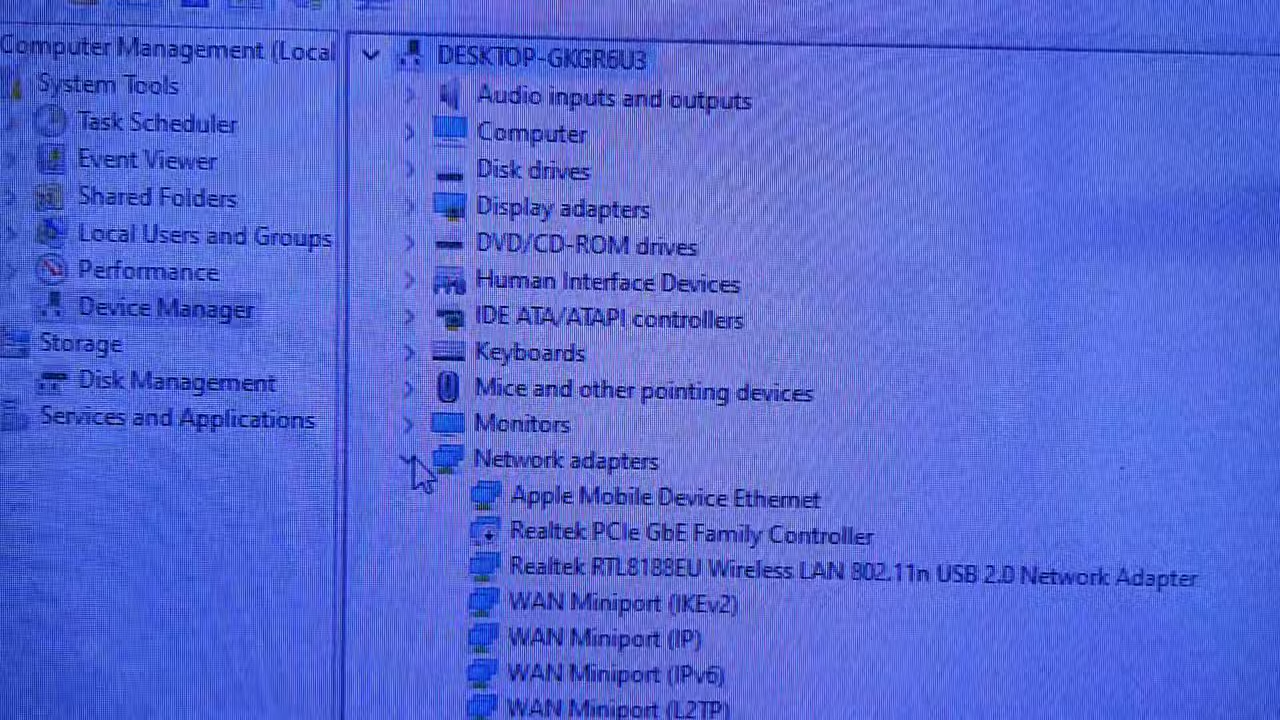 Computer Management (Local
System Tools
Task Scheduler
Event Viewer
Shared Folders
Local Users and Groups
Performance
Device Manager
Storage
Disk Management
Services and Applications
DESKTOP-GKGR6U3
Audio inputs and outputs
Computer
Disk drives
Display adapters
DVD/CD-ROM drives
Human Interface Devices
IDE ATA/ATAPI controllers
Keyboards
Mice and other pointing devices
Monitors
Network adapters
Apple Mobile Device Ethernet
Realtek PCIe GbE Family Controller
Realtek RTL8188EU Wireless LAN 802.11n USB 2.0 Network Adapter
WAN Miniport (IKEv2)
WAN Miniport (IP)
WAN Miniport (IPv6)
WAN Miniport (L2TP)